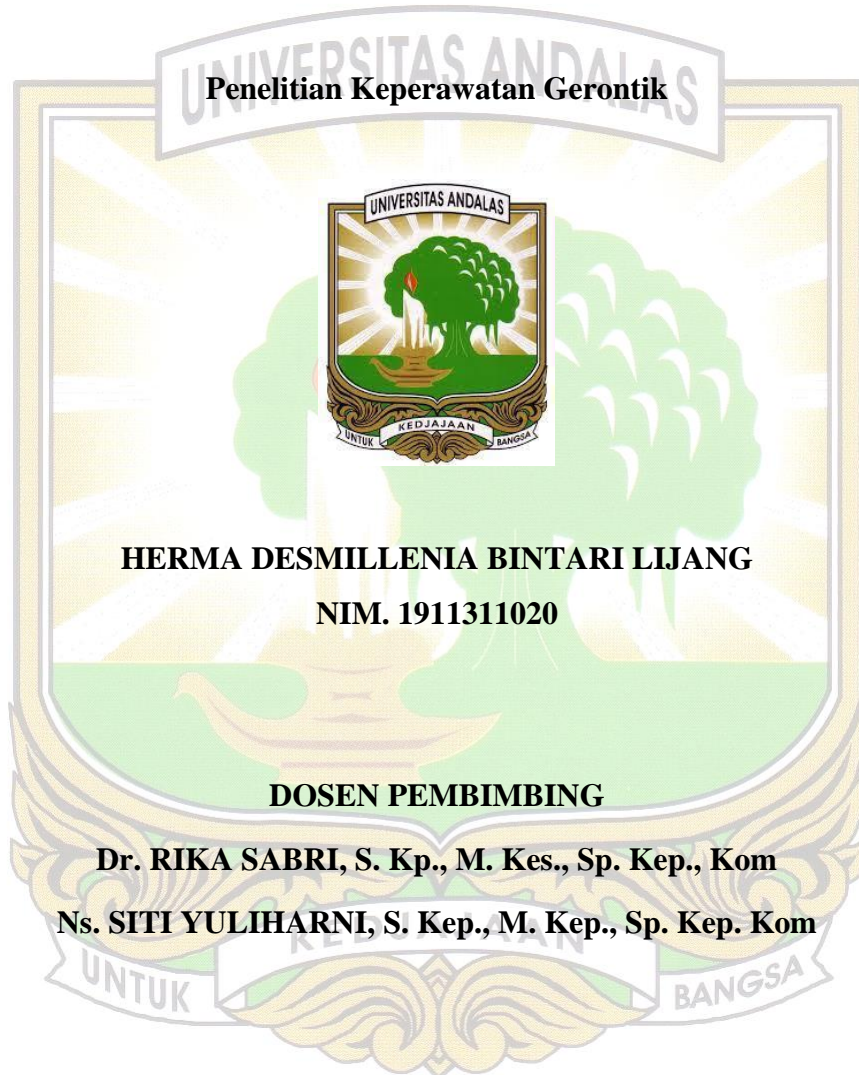 UNIVERSITAS ANDALAS
Penelitian Keperawatan Gerontik
UNIVERSITAS ANDALAS
UNTUK KEDJAJAAN BANGSA
HERMA DESMILLENIA BINTARI LIJANG
NIM. 1911311020
DOSEN PEMBIMBING
Dr. RIKA SABRI, S. Kp., M. Kes., Sp. Kep., Kom
Ns. SITI YULIHARNI, S. Kep., M. Kep., Sp. Kep. Kom
UNTUK KEDJAJAAN BANGSA